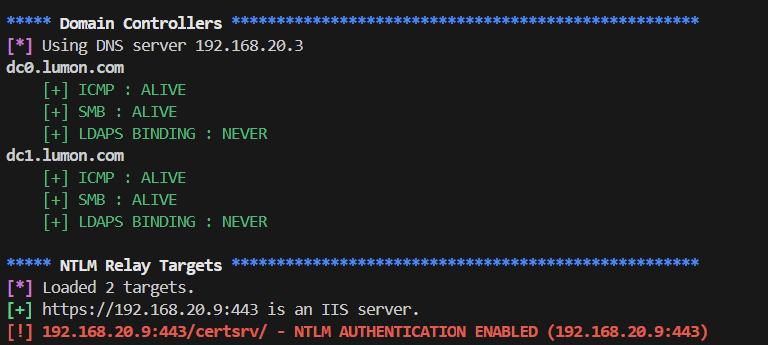 ***** Domain Controllers ***************************************************
[*] Using DNS server 192.168.20.3
dc0.lumon.com
[+] ICMP : ALIVE
[+] SMB : ALIVE
[+] LDAPS BINDING : NEVER
dc1.lumon.com
[+] ICMP : ALIVE
[+] SMB : ALIVE
[+] LDAPS BINDING : NEVER
***** NTLM Relay Targets ***************************************************
[*] Loaded 2 targets.
[+] https://192.168.20.9:443 is an IIS server.
[!] 192.168.20.9:443/certsrv/ - NTLM AUTHENTICATION ENABLED (192.168.20.9:443)